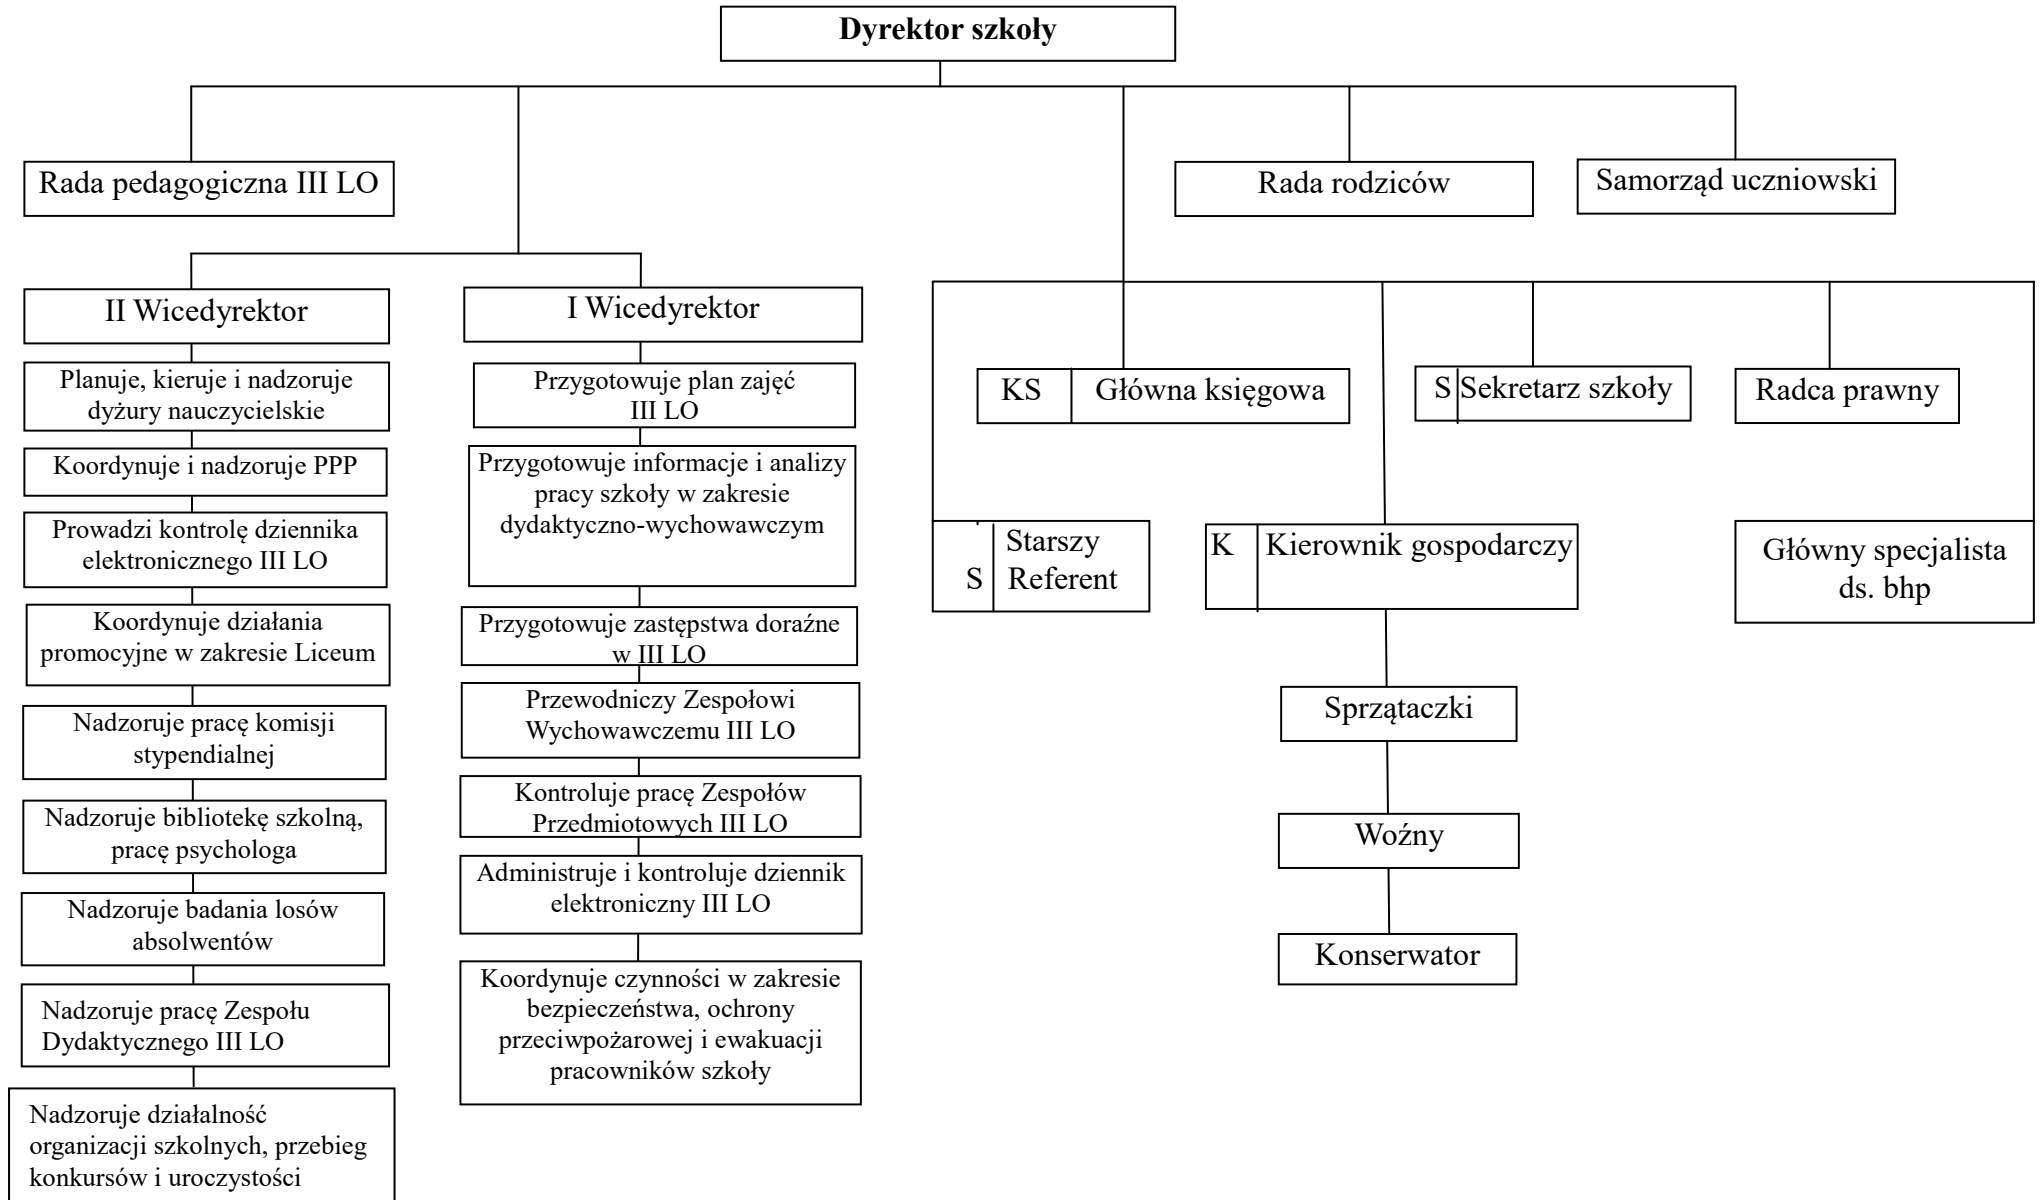 Dyrektor szkoły
Rada pedagogiczna III LO
Rada rodziców
Samorząd uczniowski
II Wicedyrektor
Planuje, kieruje i nadzoruje
dyżury nauczycielskie
Koordynuje i nadzoruje PPP
Prowadzi kontrolę dziennika
elektronicznego III LO
Koordynuje działania
promocyjne w zakresie Liceum
Nadzoruje pracę komisji
stypendialnej
Nadzoruje bibliotekę szkolną,
pracę psychologa
Nadzoruje badania losów
absolwentów
Nadzoruje pracę Zespołu
Dydaktycznego III LO
Nadzoruje działalność
organizacji szkolnych, przebieg
konkursów i uroczystości
I Wicedyrektor
Przygotowuje plan zajęć
III LO
Przygotowuje informacje i analizy
pracy szkoły w zakresie
dydaktyczno-wychowawczym
Przygotowuje zastępstwa doraźne
w III LO
Przewodniczy Zespołowi
Wychowawczemu III LO
Kontroluje pracę Zespołów
Przedmiotowych III LO
Administruje i kontroluje dziennik
elektroniczny III LO
Koordynuje czynności w zakresie
bezpieczeństwa, ochrony
przeciwpożarowej i ewakuacji
pracowników szkoły
KS Główna księgowa
S Sekretarz szkoły
Radca prawny
Starszy
S Referent
K Kierownik gospodarczy
Główny specjalista
ds. bhp
Sprzątaczki
Woźny
Konserwator